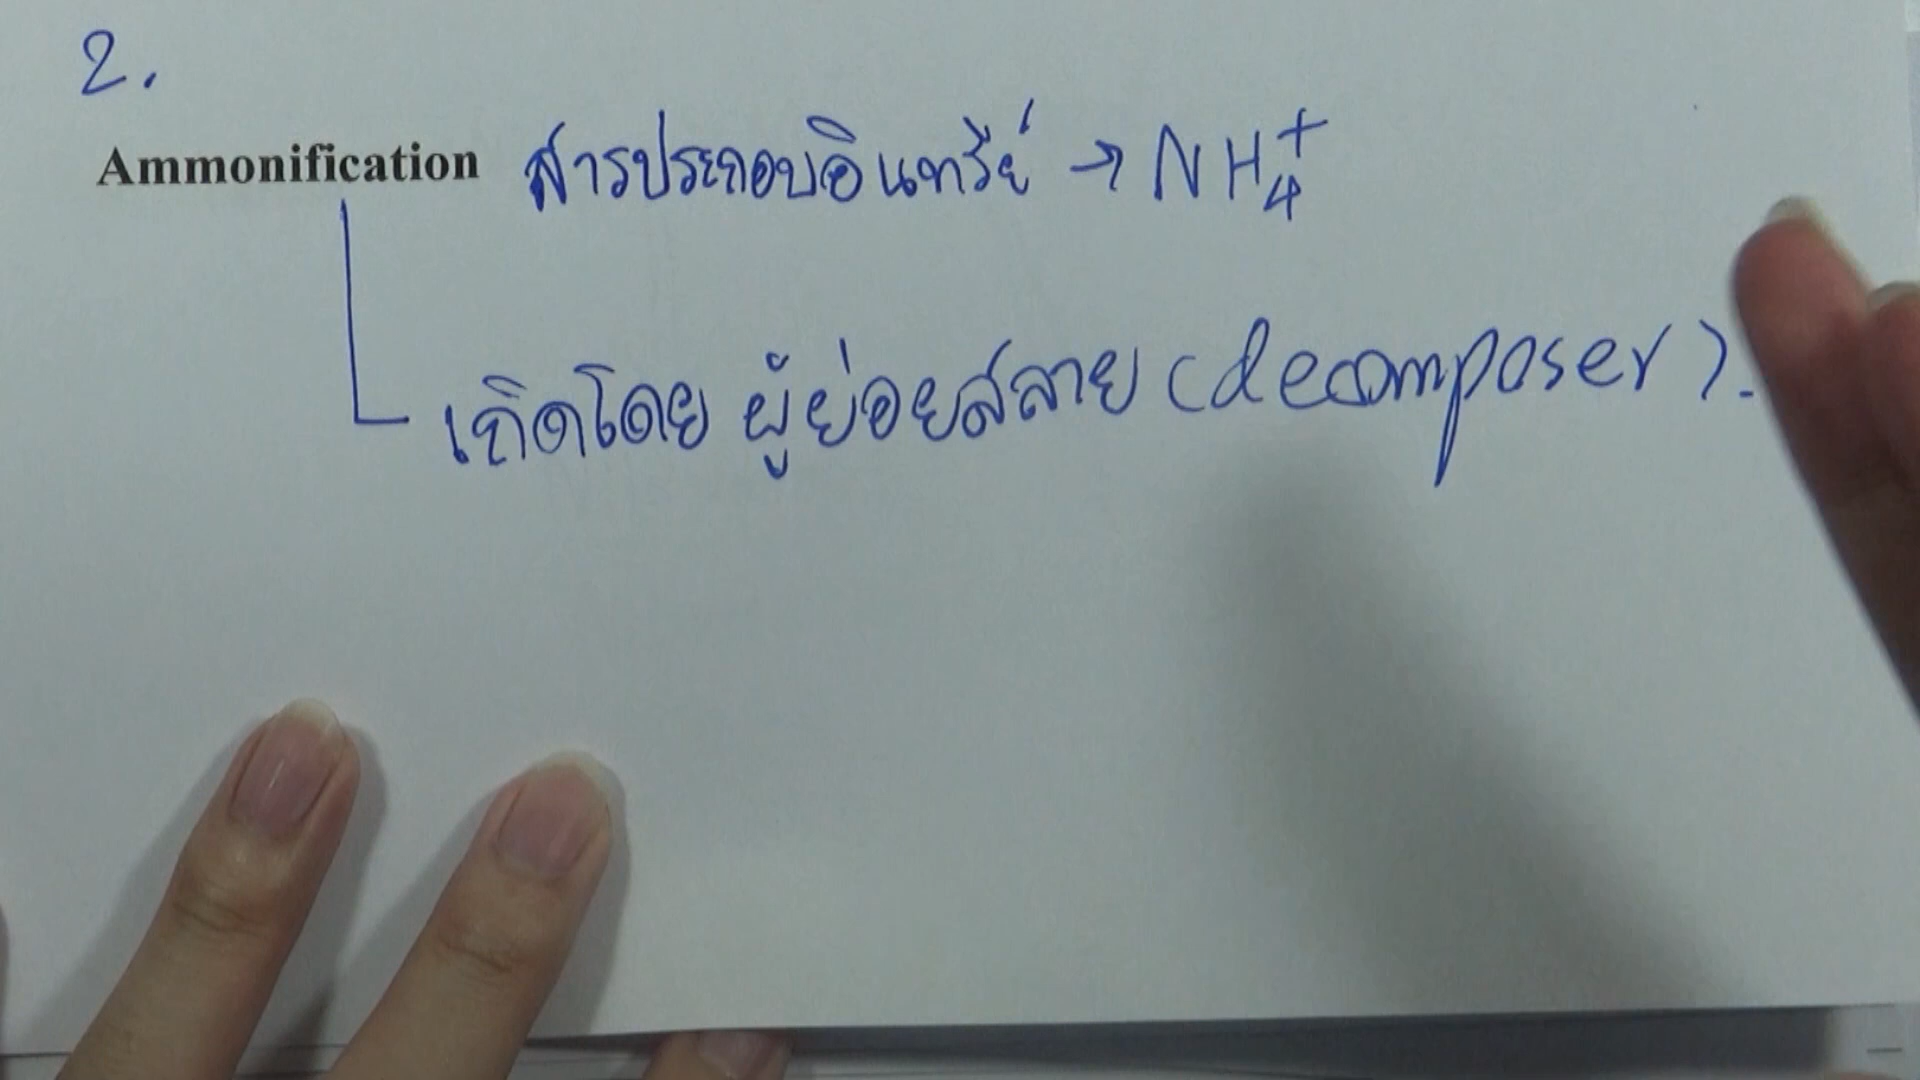 2.
Ammonification สารประกอบอินทรีย์ → NH₄⁺
เกิดโดย ผู้ย่อยสลาย (decomposer).